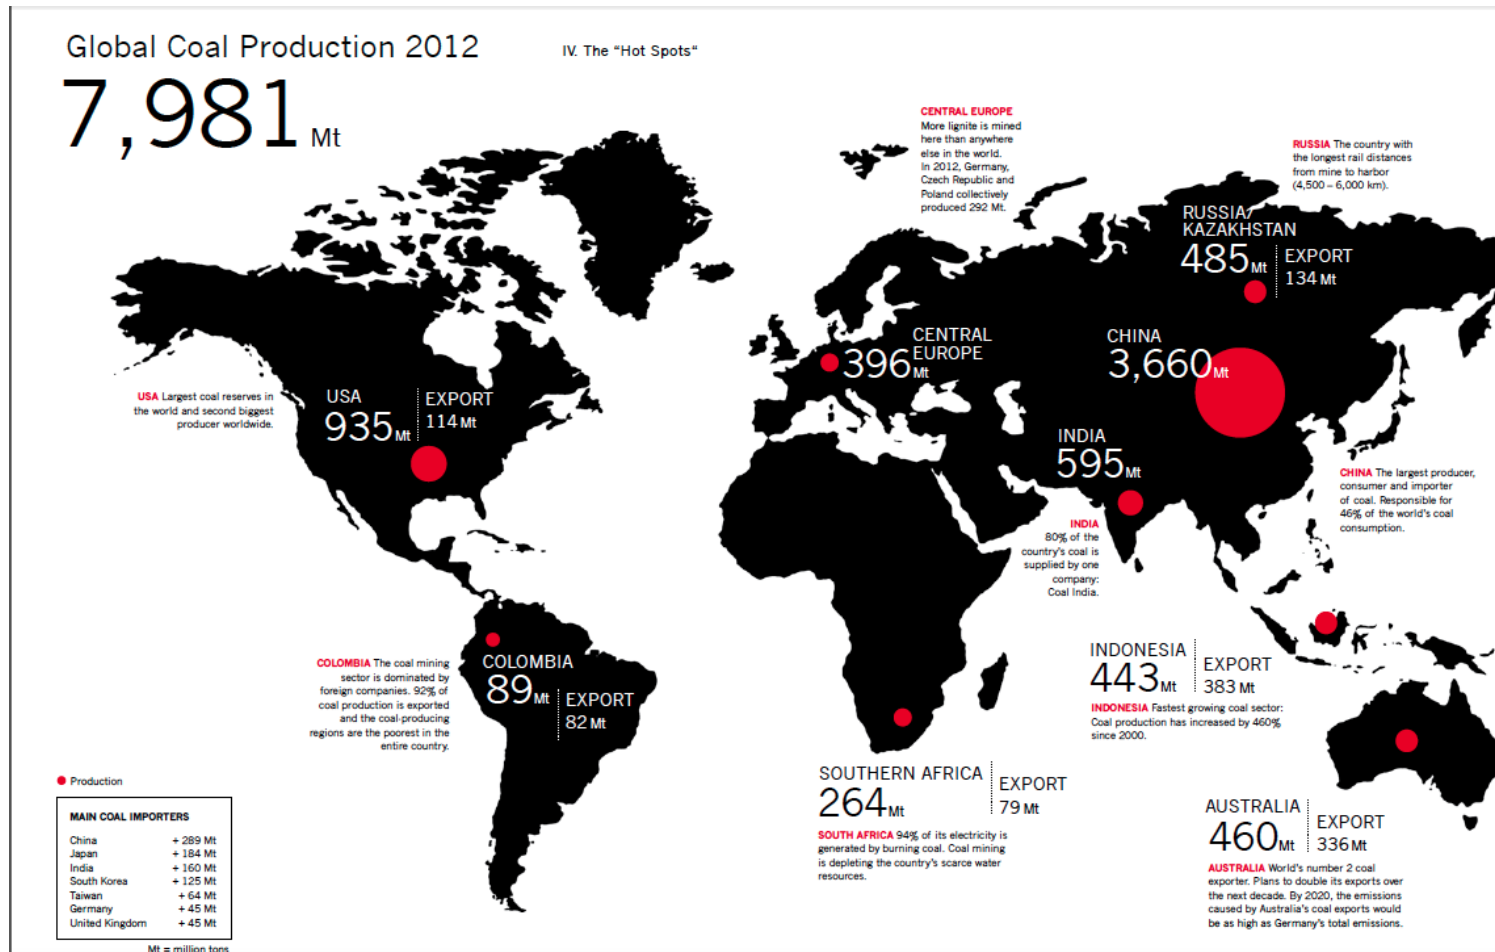 Global Coal Production 2012
IV. The “Hot Spots“
7,981 Mt
CENTRAL EUROPE
More lignite is mined
here than anywhere
else in the world.
In 2012, Germany,
Czech Republic and
Poland collectively
produced 292 Mt.
RUSSIA The country with
the longest rail distances
from mine to harbor
(4,500 – 6,000 km).
RUSSIA/
KAZAKHSTAN
485 Mt
EXPORT
134 Mt
CENTRAL
EUROPE
396 Mt
CHINA
3,660 Mt
USA Largest coal reserves in
the world and second biggest
producer worldwide.
USA
935 Mt
EXPORT
114 Mt
INDIA
595 Mt
CHINA The largest producer,
consumer and importer
of coal. Responsible for
46% of the world's coal
consumption.
INDIA
80% of the
country's coal is
supplied by one
company:
Coal India.
COLOMBIA The coal mining
sector is dominated by
foreign companies. 92% of
coal production is exported
and the coal-producing
regions are the poorest in the
entire country.
COLOMBIA
89 Mt
EXPORT
82 Mt
INDONESIA
443 Mt
EXPORT
383 Mt
INDONESIA Fastest growing coal sector:
Coal production has increased by 460%
since 2000.
SOUTHERN AFRICA
264 Mt
EXPORT
79 Mt
SOUTH AFRICA 94% of its electricity is
generated by burning coal. Coal mining
is depleting the country's scarce water
resources.
AUSTRALIA
460 Mt
EXPORT
336 Mt
AUSTRALIA World's number 2 coal
exporter. Plans to double its exports over
the next decade. By 2020, the emissions
caused by Australia's coal exports would
be as high as Germany's total emissions.
Production
MAIN COAL IMPORTERS
China + 289 Mt
Japan + 184 Mt
India + 160 Mt
South Korea + 125 Mt
Taiwan + 64 Mt
Germany + 45 Mt
United Kingdom + 45 Mt
Mt = million tons